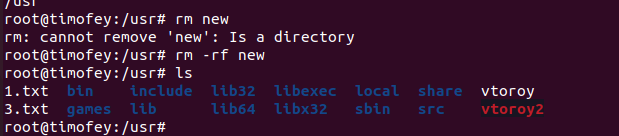 /usr
root@timofey:/usr# rm new
rm: cannot remove 'new': Is a directory
root@timofey:/usr# rm -rf new
root@timofey:/usr# ls
1.txt bin include lib32 libexec local share vtoroy
3.txt games lib lib64 libx32 sbin src vtoroy2
root@timofey:/usr#